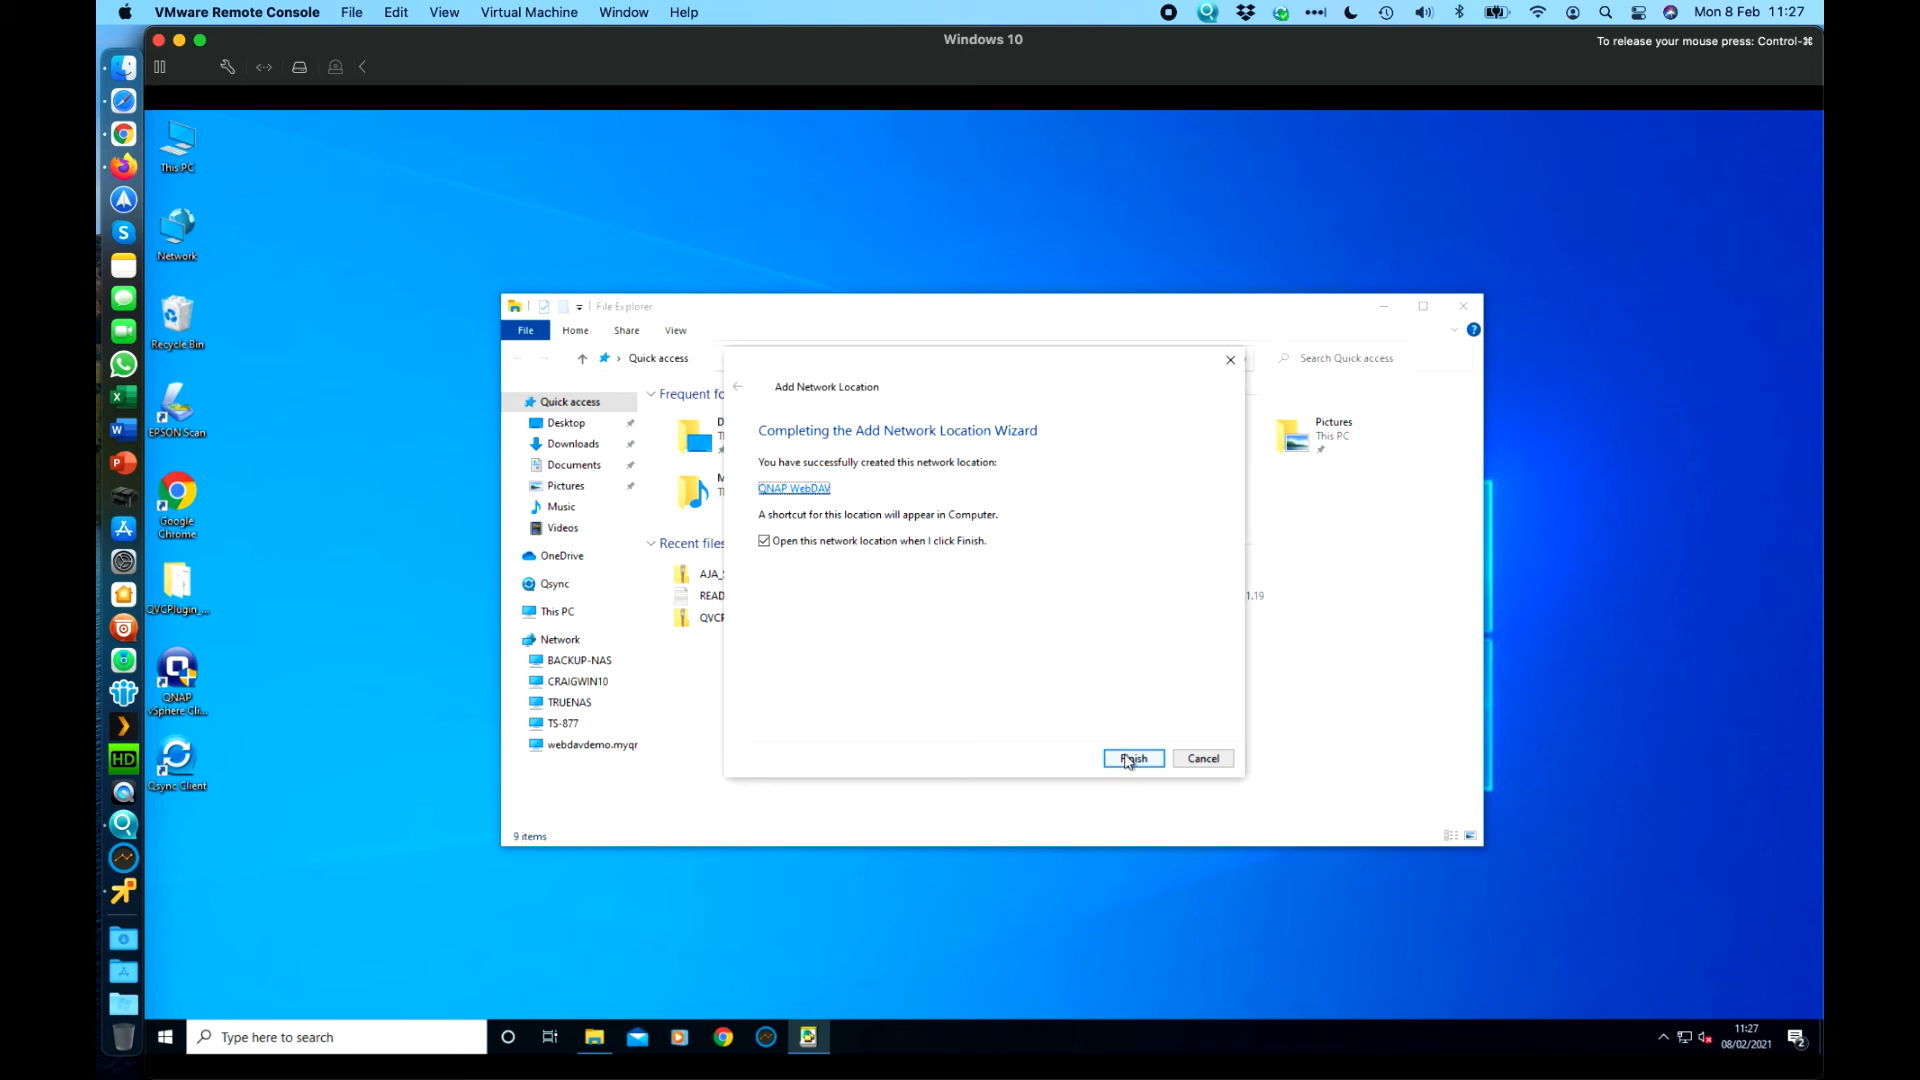 VMware Remote Console File Edit View Virtual Machine Window Help Mon 8 Feb 11:27
Windows 10
To release your mouse press: Control-⌘
This PC
Network
Recycle Bin
EPSON Scan
Google
Chrome
QVCPlugin_...
QNAP
vSphere Cli...
Qsync Client
File Explorer
File Home Share View
Quick access
Search Quick access
Quick access
Desktop
Downloads
Documents
Pictures
Music
Videos
OneDrive
Qsync
This PC
Network
BACKUP-NAS
CRAIGWIN10
TRUENAS
TS-877
webdavdemo.myqr
Frequent fo
Pictures
This PC
Recent files
AJA_
READ
QVCP
1.19
Add Network Location
Completing the Add Network Location Wizard
You have successfully created this network location:
QNAP WebDAV
A shortcut for this location will appear in Computer.
Open this network location when I click Finish.
Finish Cancel
9 items
Type here to search
11:27
08/02/2021
2